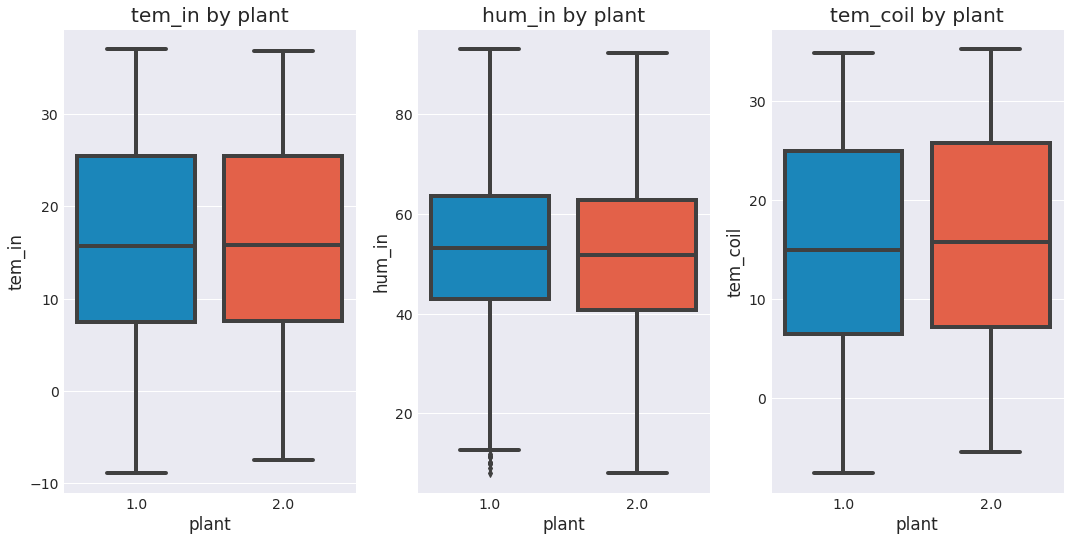 tem_in by plant
tem_in
30
20
10
0
−10
1.0
2.0
plant
hum_in by plant
hum_in
80
60
40
20
1.0
2.0
plant
tem_coil by plant
tem_coil
30
20
10
0
1.0
2.0
plant